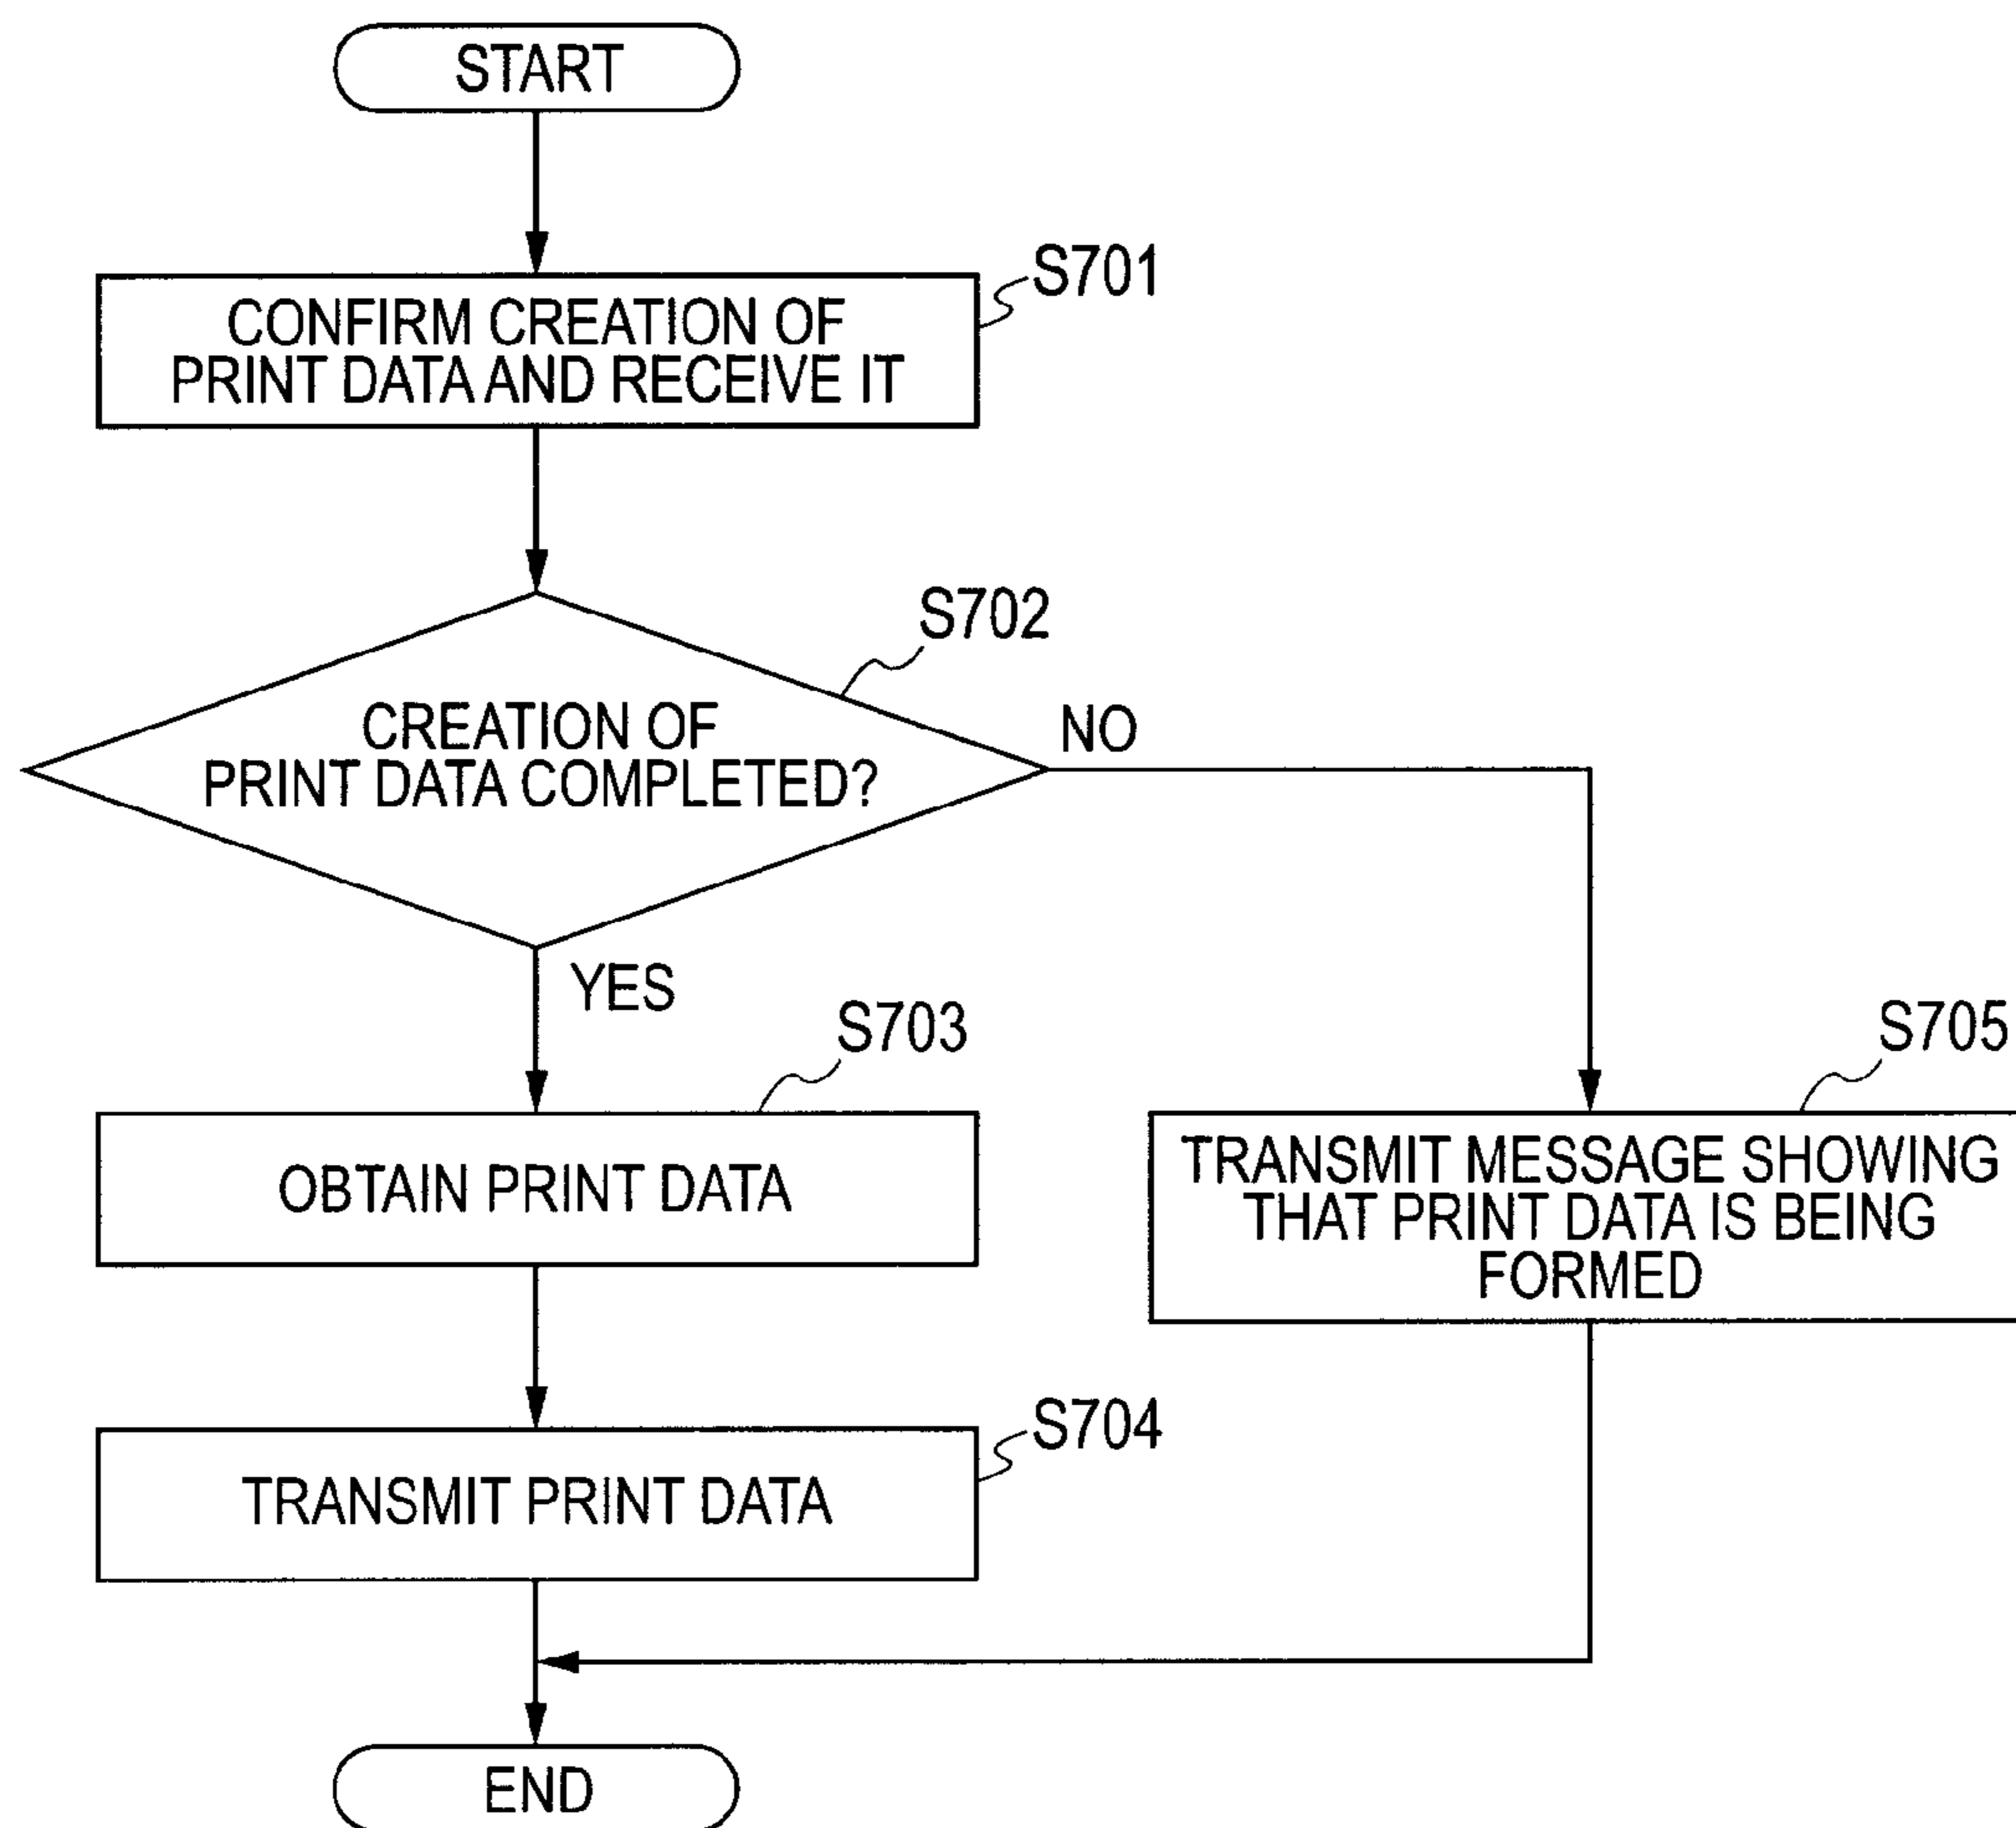 START
S701
CONFIRM CREATION OF
PRINT DATA AND RECEIVE IT
S702
CREATION OF
PRINT DATA COMPLETED?
NO
YES
S703
OBTAIN PRINT DATA
S705
TRANSMIT MESSAGE SHOWING
THAT PRINT DATA IS BEING
FORMED
S704
TRANSMIT PRINT DATA
END